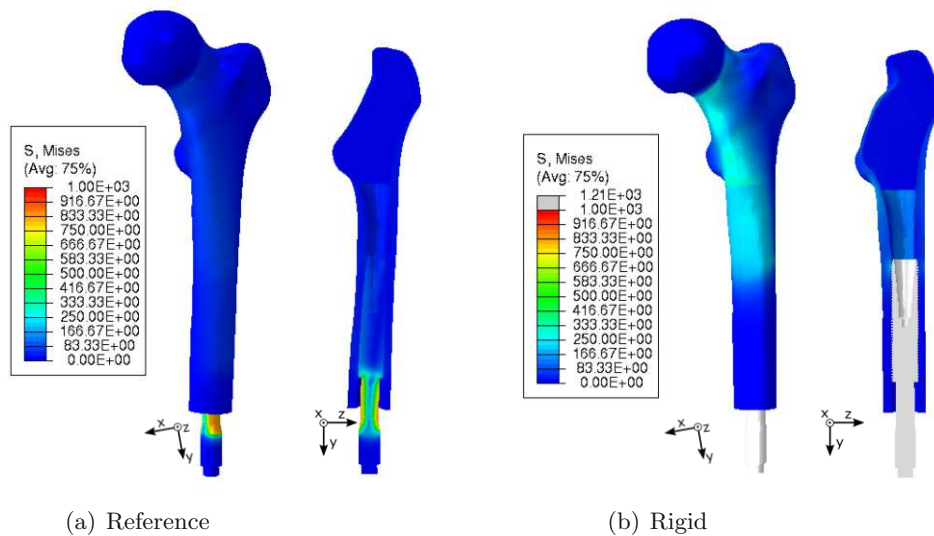 S, Mises
(Avg: 75%)
1.00E+03
916.67E+00
833.33E+00
750.00E+00
666.67E+00
583.33E+00
500.00E+00
416.67E+00
333.33E+00
250.00E+00
166.67E+00
83.33E+00
0.00E+00
x
z
y
x
z
y
(a) Reference
S, Mises
(Avg: 75%)
1.21E+03
1.00E+03
916.67E+00
833.33E+00
750.00E+00
666.67E+00
583.33E+00
500.00E+00
416.67E+00
333.33E+00
250.00E+00
166.67E+00
83.33E+00
0.00E+00
x
z
y
x
z
y
(b) Rigid